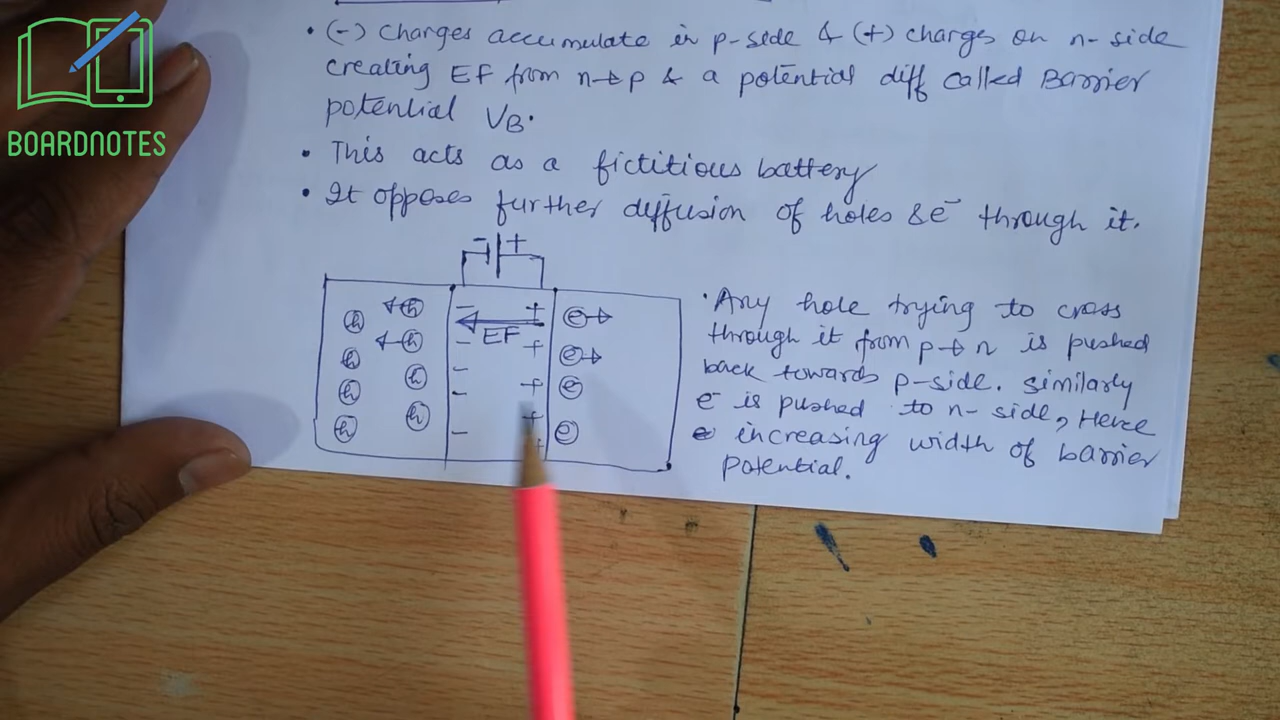 BOARDNOTES
• (-) charges accumulate in p-side & (+) charges on n-side
creating EF from n→p & a potential diff called Barrier
potential VB.
• This acts as a fictitious battery
• It opposes further diffusion of holes & e⁻ through it.
- +
h h - + e
h h - EF + e
h h - + e
h h - + e
- +
• Any hole trying to cross
through it from p→n is pushed
back towards p-side. similarly
e⁻ is pushed to n-side, Hence
increasing width of barrier
potential.